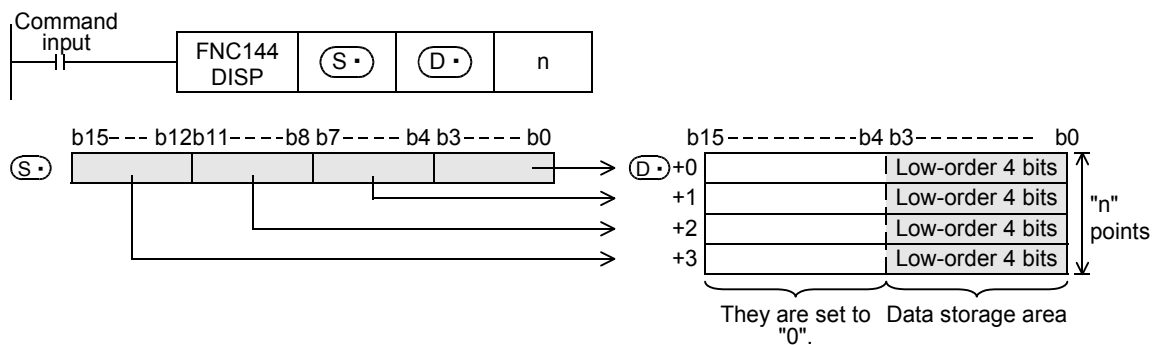 Command
input
FNC144
DISP
S·
D·
n
b15--- b12b11----b8 b7---- b4 b3---- b0
S·
b15----------b4 b3--------- b0
D· +0
Low-order 4 bits
+1
Low-order 4 bits
+2
Low-order 4 bits
+3
Low-order 4 bits
"n"
points
They are set to
"0".
Data storage area